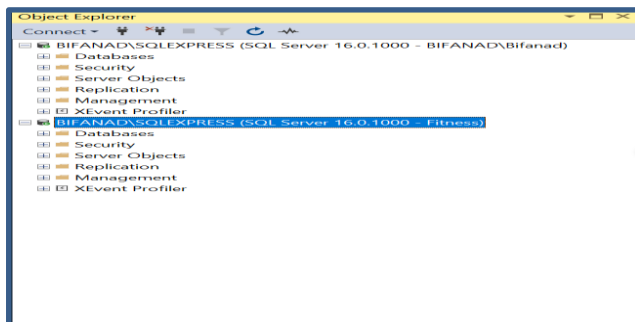 Object Explorer
Connect
BIFANAD\SQLEXPRESS (SQL Server 16.0.1000 - BIFANAD\Bifanad)
Databases
Security
Server Objects
Replication
Management
XEvent Profiler
BIFANAD\SQLEXPRESS (SQL Server 16.0.1000 - Fitness)
Databases
Security
Server Objects
Replication
Management
XEvent Profiler